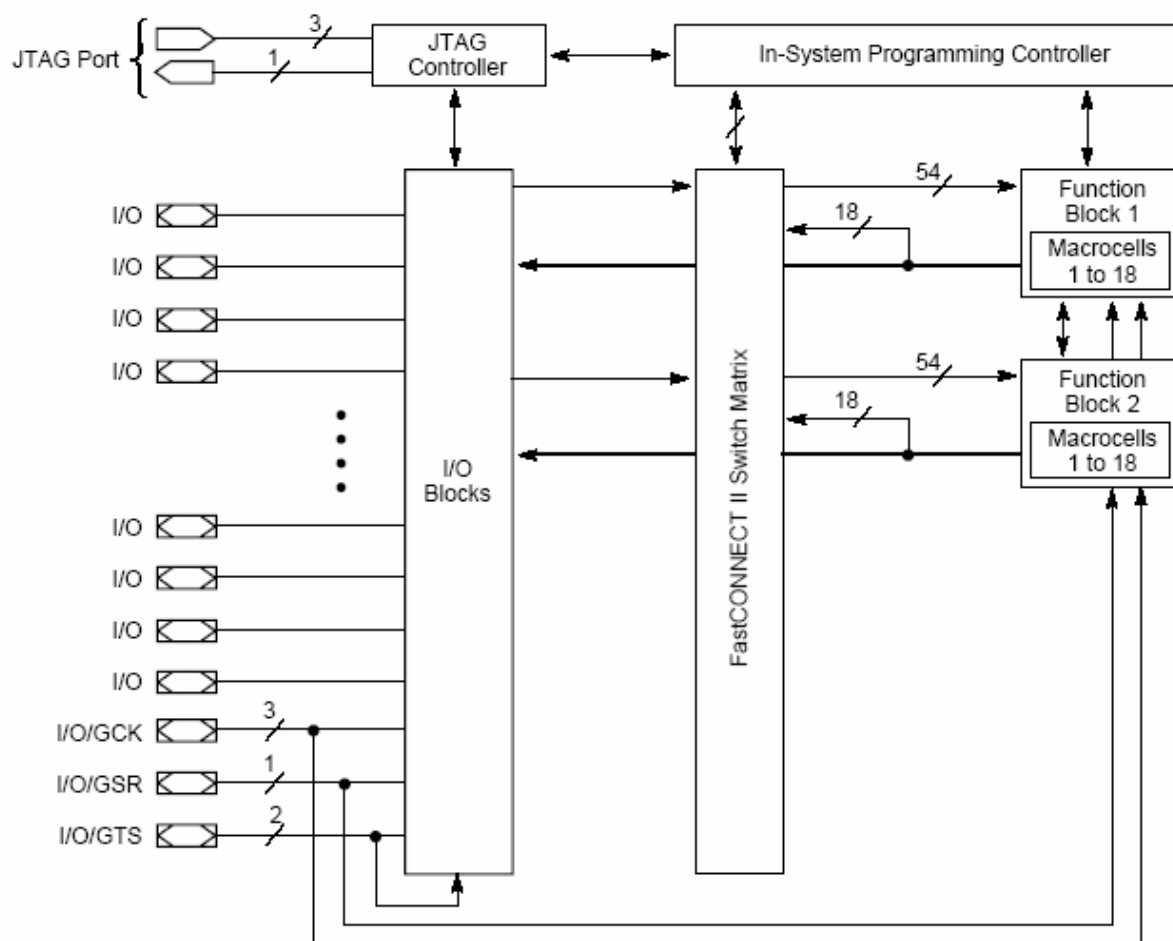 JTAG Port
3
1
JTAG
Controller
In-System Programming Controller
I/O
I/O
I/O
I/O
I/O
Blocks
FastCONNECT II Switch Matrix
54
18
Function
Block 1
Macrocells
1 to 18
54
18
Function
Block 2
Macrocells
1 to 18
I/O
I/O
I/O
I/O
I/O/GCK
3
I/O/GSR
1
I/O/GTS
2